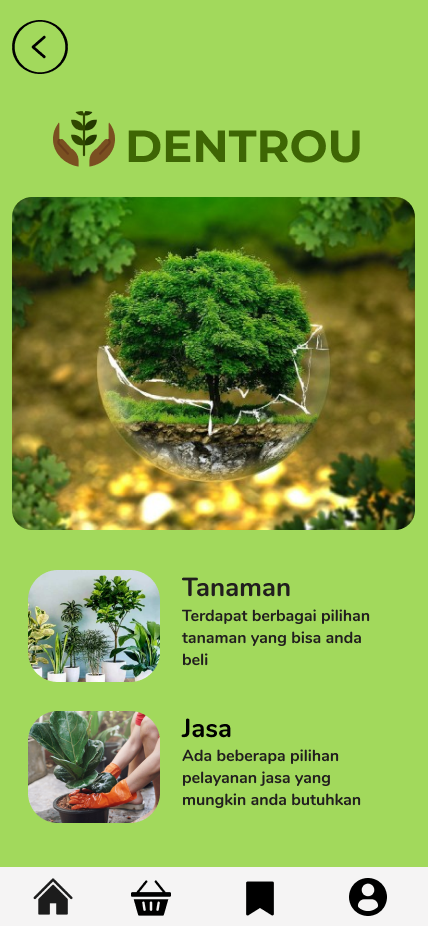 DENTROU
Tanaman
Terdapat berbagai pilihan
tanaman yang bisa anda
beli
Jasa
Ada beberapa pilihan
pelayanan jasa yang
mungkin anda butuhkan